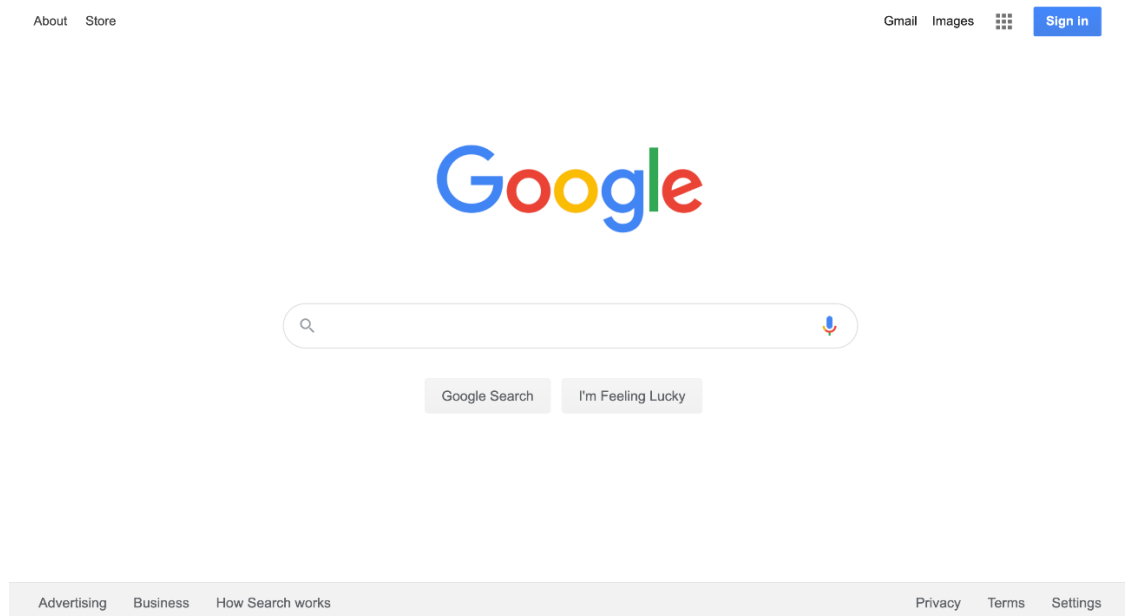 About Store Gmail Images Sign in
Google
Google Search I'm Feeling Lucky
Advertising Business How Search works Privacy Terms Settings